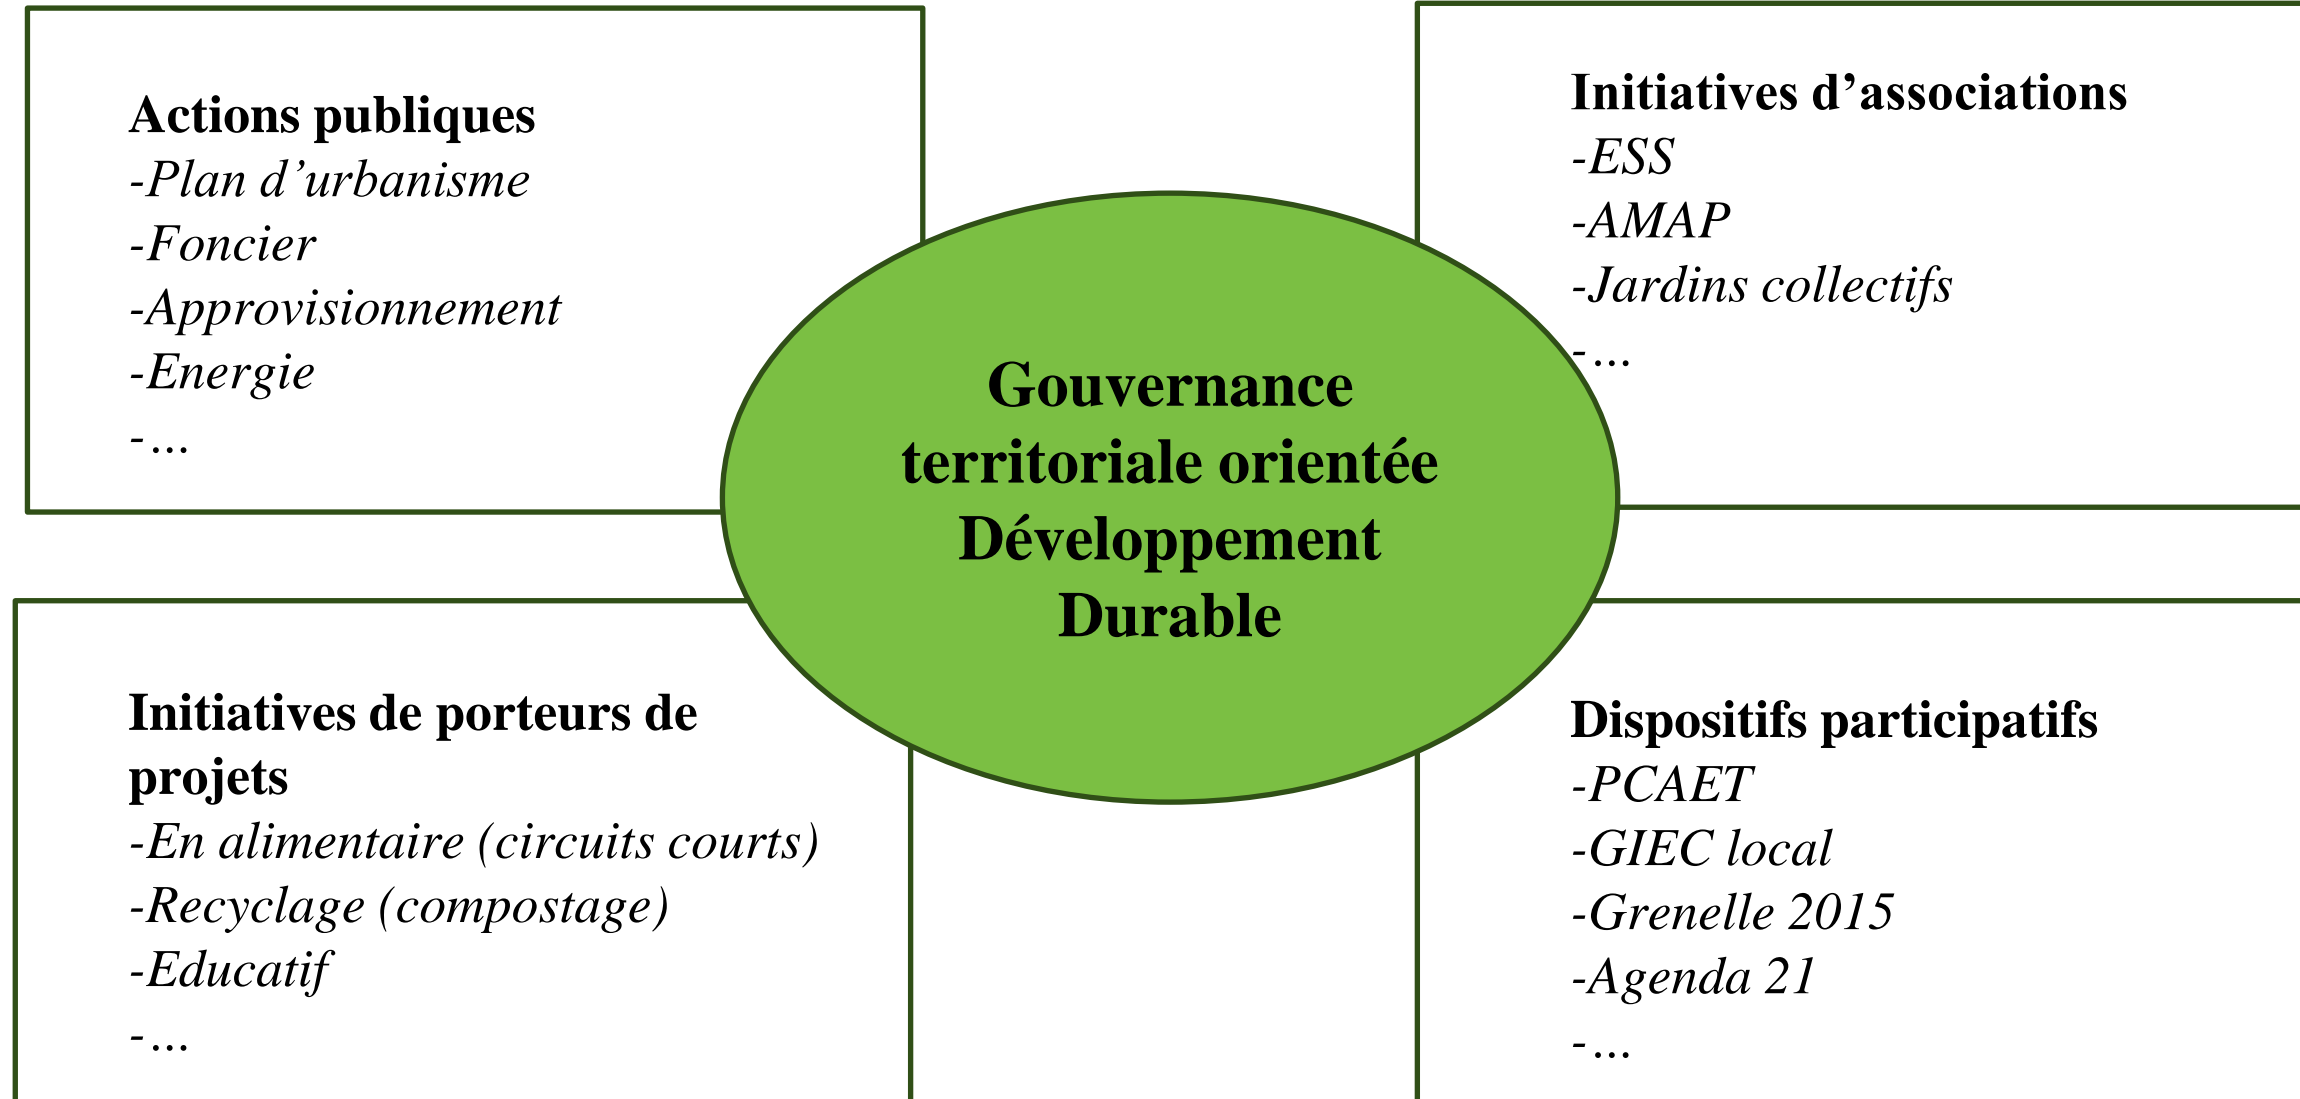 Actions publiques
-Plan d’urbanisme
-Foncier
-Approvisionnement
-Energie
-…
Initiatives d’associations
-ESS
-AMAP
-Jardins collectifs
-…
Gouvernance
territoriale orientée
Développement
Durable
Initiatives de porteurs de
projets
-En alimentaire (circuits courts)
-Recyclage (compostage)
-Educatif
-…
Dispositifs participatifs
-PCAET
-GIEC local
-Grenelle 2015
-Agenda 21
-…